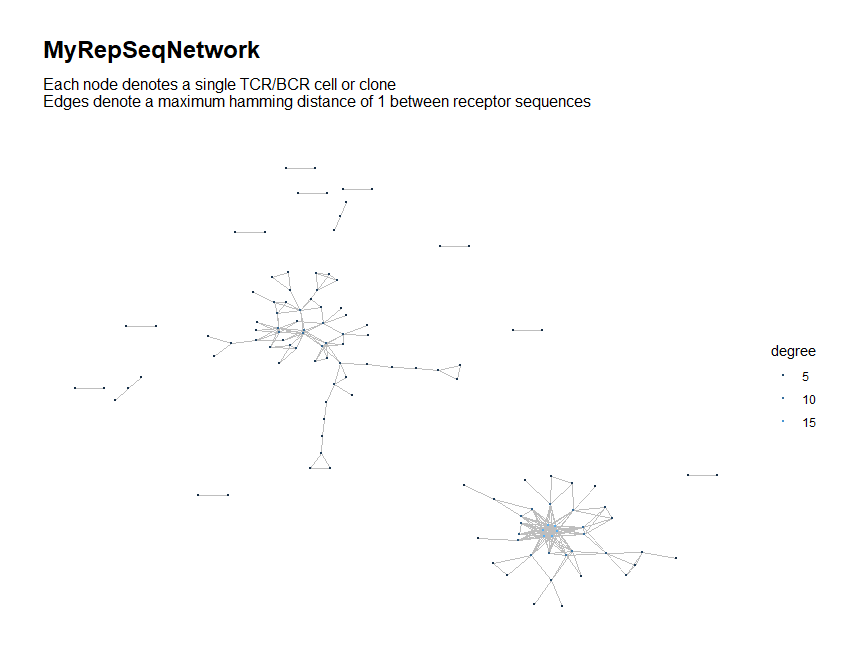 MyRepSeqNetwork
Each node denotes a single TCR/BCR cell or clone
Edges denote a maximum hamming distance of 1 between receptor sequences
degree
5
10
15